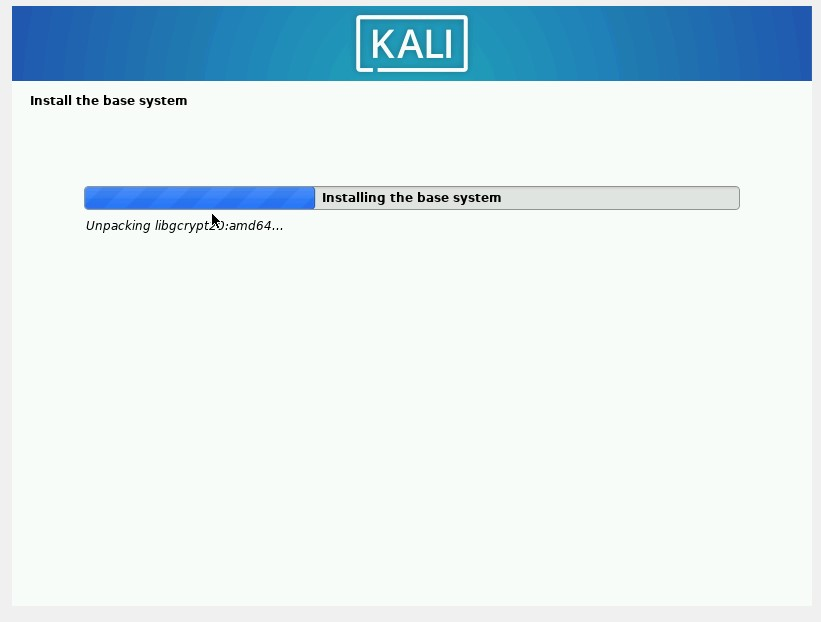 KALI
Install the base system
Installing the base system
Unpacking libgcrypt20:amd64...